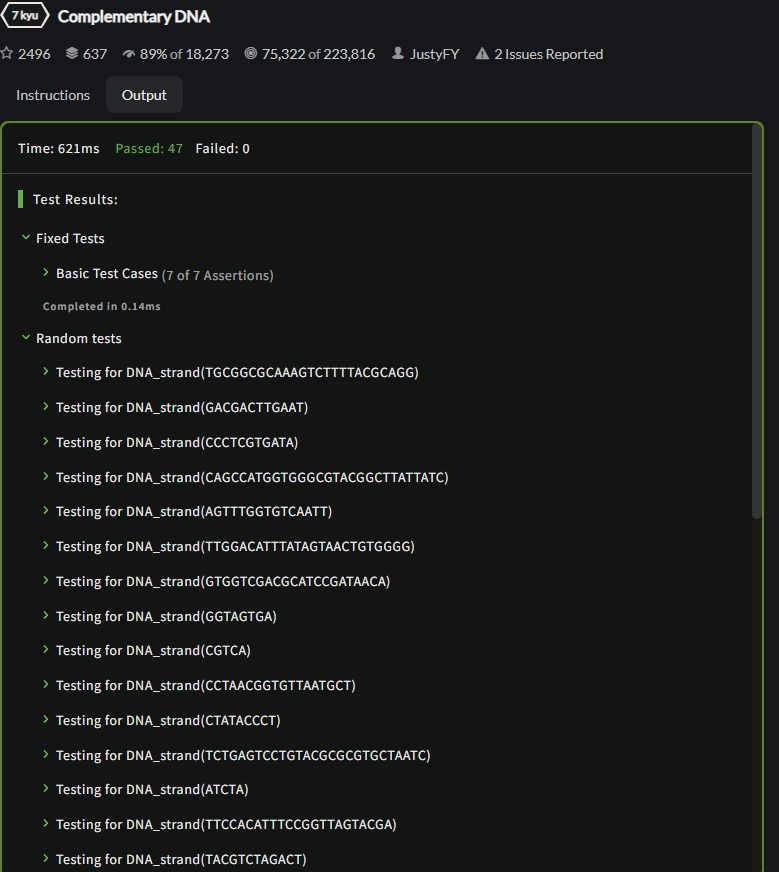 7 kyu Complementary DNA
2496 637 89% of 18,273 75,322 of 223,816 JustyFY 2 Issues Reported
Instructions Output
Time: 621ms Passed: 47 Failed: 0
Test Results:
Fixed Tests
Basic Test Cases (7 of 7 Assertions)
Completed in 0.14ms
Random tests
Testing for DNA_strand(TGCGGCGCAAAGTCTTTTACGCAGG)
Testing for DNA_strand(GACGACTTGAAT)
Testing for DNA_strand(CCCTCGTGATA)
Testing for DNA_strand(CAGCCATGGTGGGCGTACGGCTTATTATC)
Testing for DNA_strand(AGTTTGGTGTCAATT)
Testing for DNA_strand(TTGGACATTTATAGTAACTGTGGGG)
Testing for DNA_strand(GTGGTCGACGCATCCGATAACA)
Testing for DNA_strand(GGTAGTGA)
Testing for DNA_strand(CGTCA)
Testing for DNA_strand(CCTAACGGTGTTAATGCT)
Testing for DNA_strand(CTATACCCT)
Testing for DNA_strand(TCTGAGTCCTGTACGCGCGTGCTAATC)
Testing for DNA_strand(ATCTA)
Testing for DNA_strand(TTCCACATTTCCGGTTAGTACGA)
Testing for DNA_strand(TACGTCTAGACT)